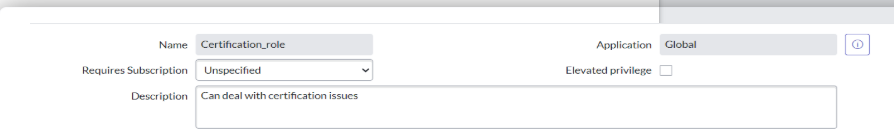 Name Certification_role Application Global
Requires Subscription Unspecified Elevated privilege
Description Can deal with certification issues